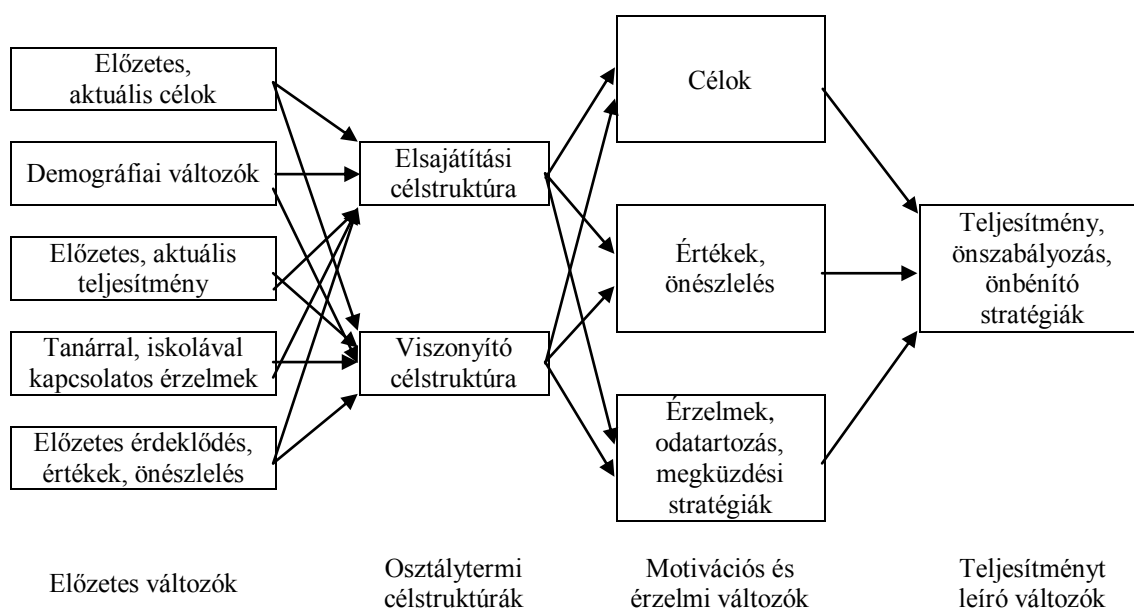 Előzetes,
aktuális célok
Demográfiai változók
Előzetes, aktuális
teljesítmény
Tanárral, iskolával
kapcsolatos érzelmek
Előzetes érdeklődés,
értékek, önészlelés
Előzetes változók
Elsajátítási
célstruktúra
Viszonyító
célstruktúra
Osztálytermi
célstruktúrák
Célok
Értékek,
önészlelés
Érzelmek,
odatartozás,
megküzdési
stratégiák
Motivációs és
érzelmi változók
Teljesítmény,
önszabályozás,
önbénító
stratégiák
Teljesítményt
leíró változók